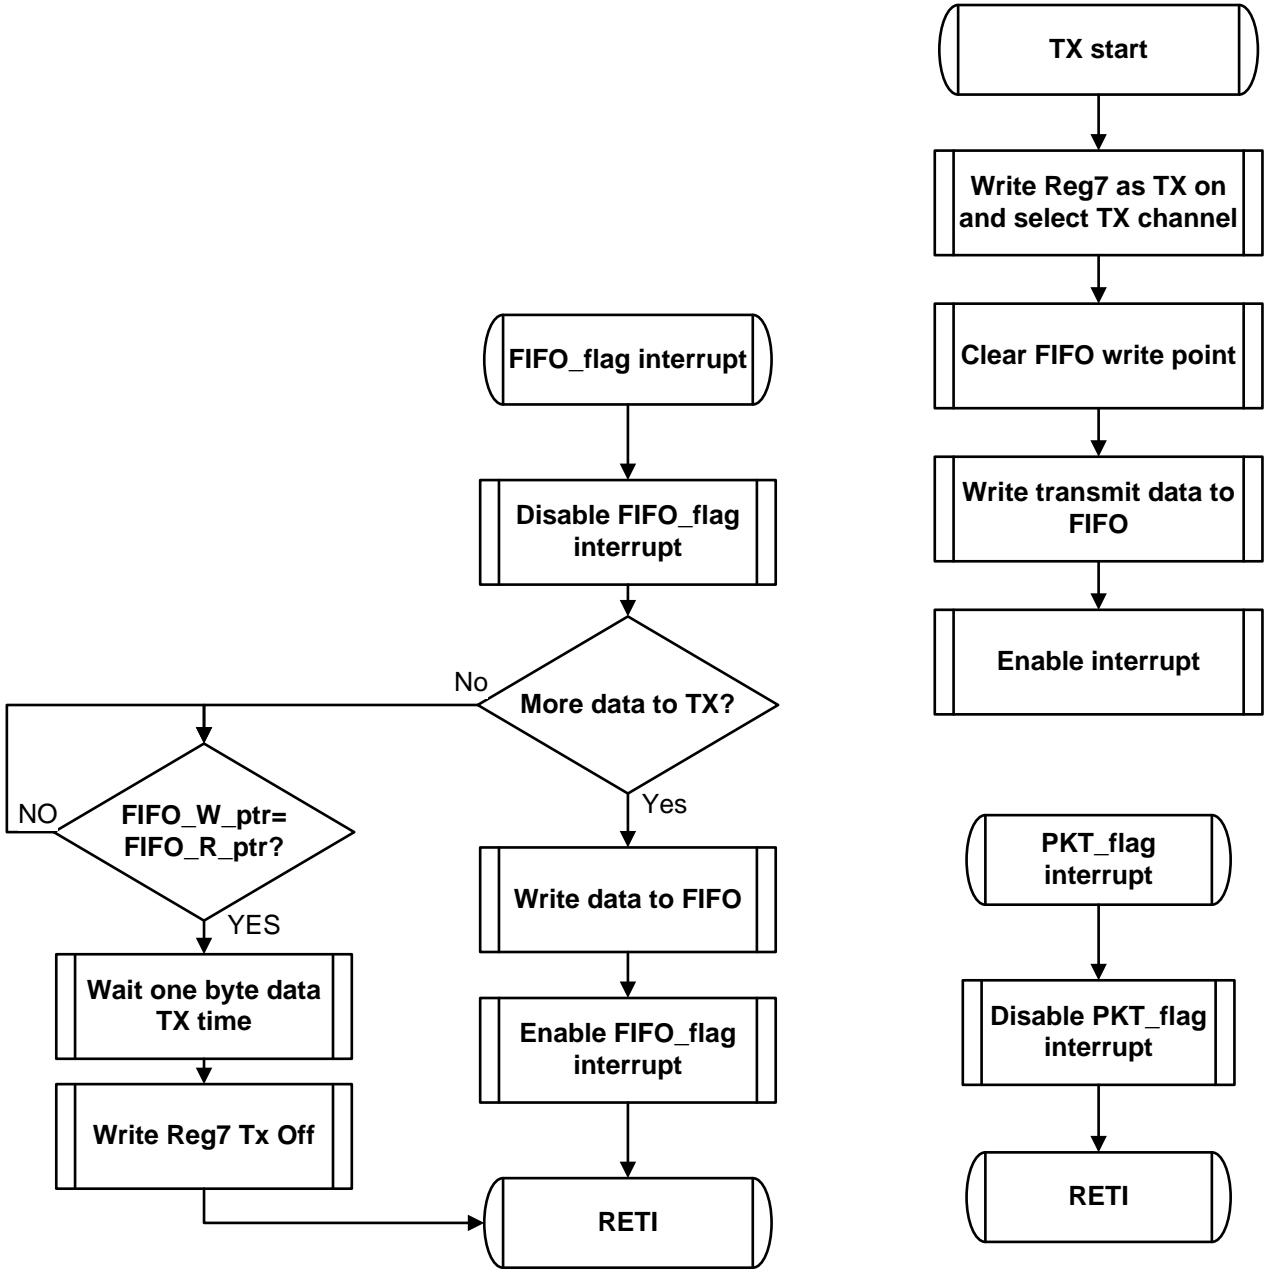 TX start
Write Reg7 as TX on
and select TX channel
Clear FIFO write point
Write transmit data to
FIFO
Enable interrupt
FIFO_flag interrupt
Disable FIFO_flag
interrupt
More data to TX?
No
Yes
FIFO_W_ptr=
FIFO_R_ptr?
NO
YES
Wait one byte data
TX time
Write Reg7 Tx Off
Write data to FIFO
Enable FIFO_flag
interrupt
RETI
PKT_flag
interrupt
Disable PKT_flag
interrupt
RETI